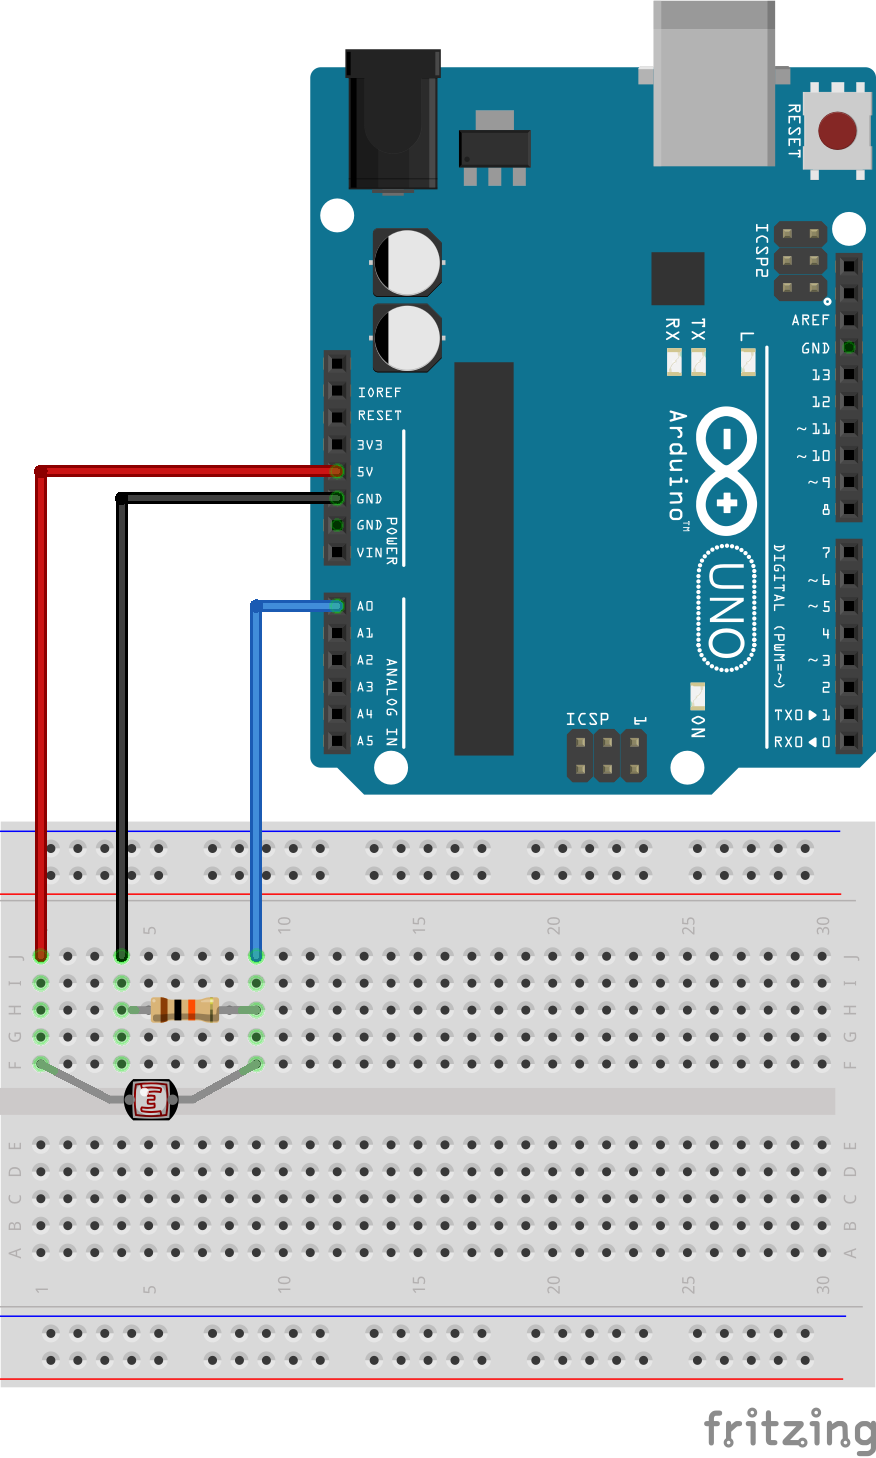 RESET
ICSP2
AREF
GND
RX
TX
L
13
12
~11
~10
~9
8
IOREF
RESET
3V3
5V
GND
GND
VIN
POWER
Arduino™
UNO
7
~6
~5
4
~3
2
TX0▶1
RX0◀0
DIGITAL (PWM=~)
A0
A1
A2
A3
A4
A5
ANALOG IN
ON
ICSP
1
5 10 15 20 25 30
J J
I I
H H
G G
F F
E E
D D
C C
B B
A A
1 5 10 15 20 25 30
fritzing